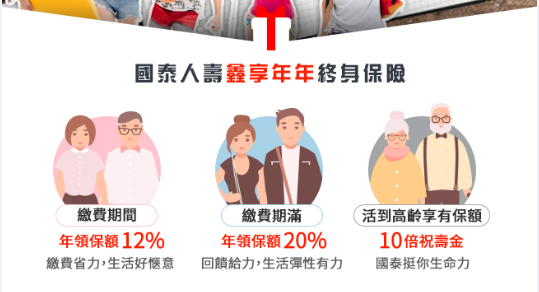 國泰人壽鑫享年年終身保險
繳費期間
年領保額12%
繳費省力，生活好愜意
繳費期滿
年領保額20%
回饋給力，生活彈性有力
活到高齡享有保額
10倍祝壽金
國泰挺你生命力